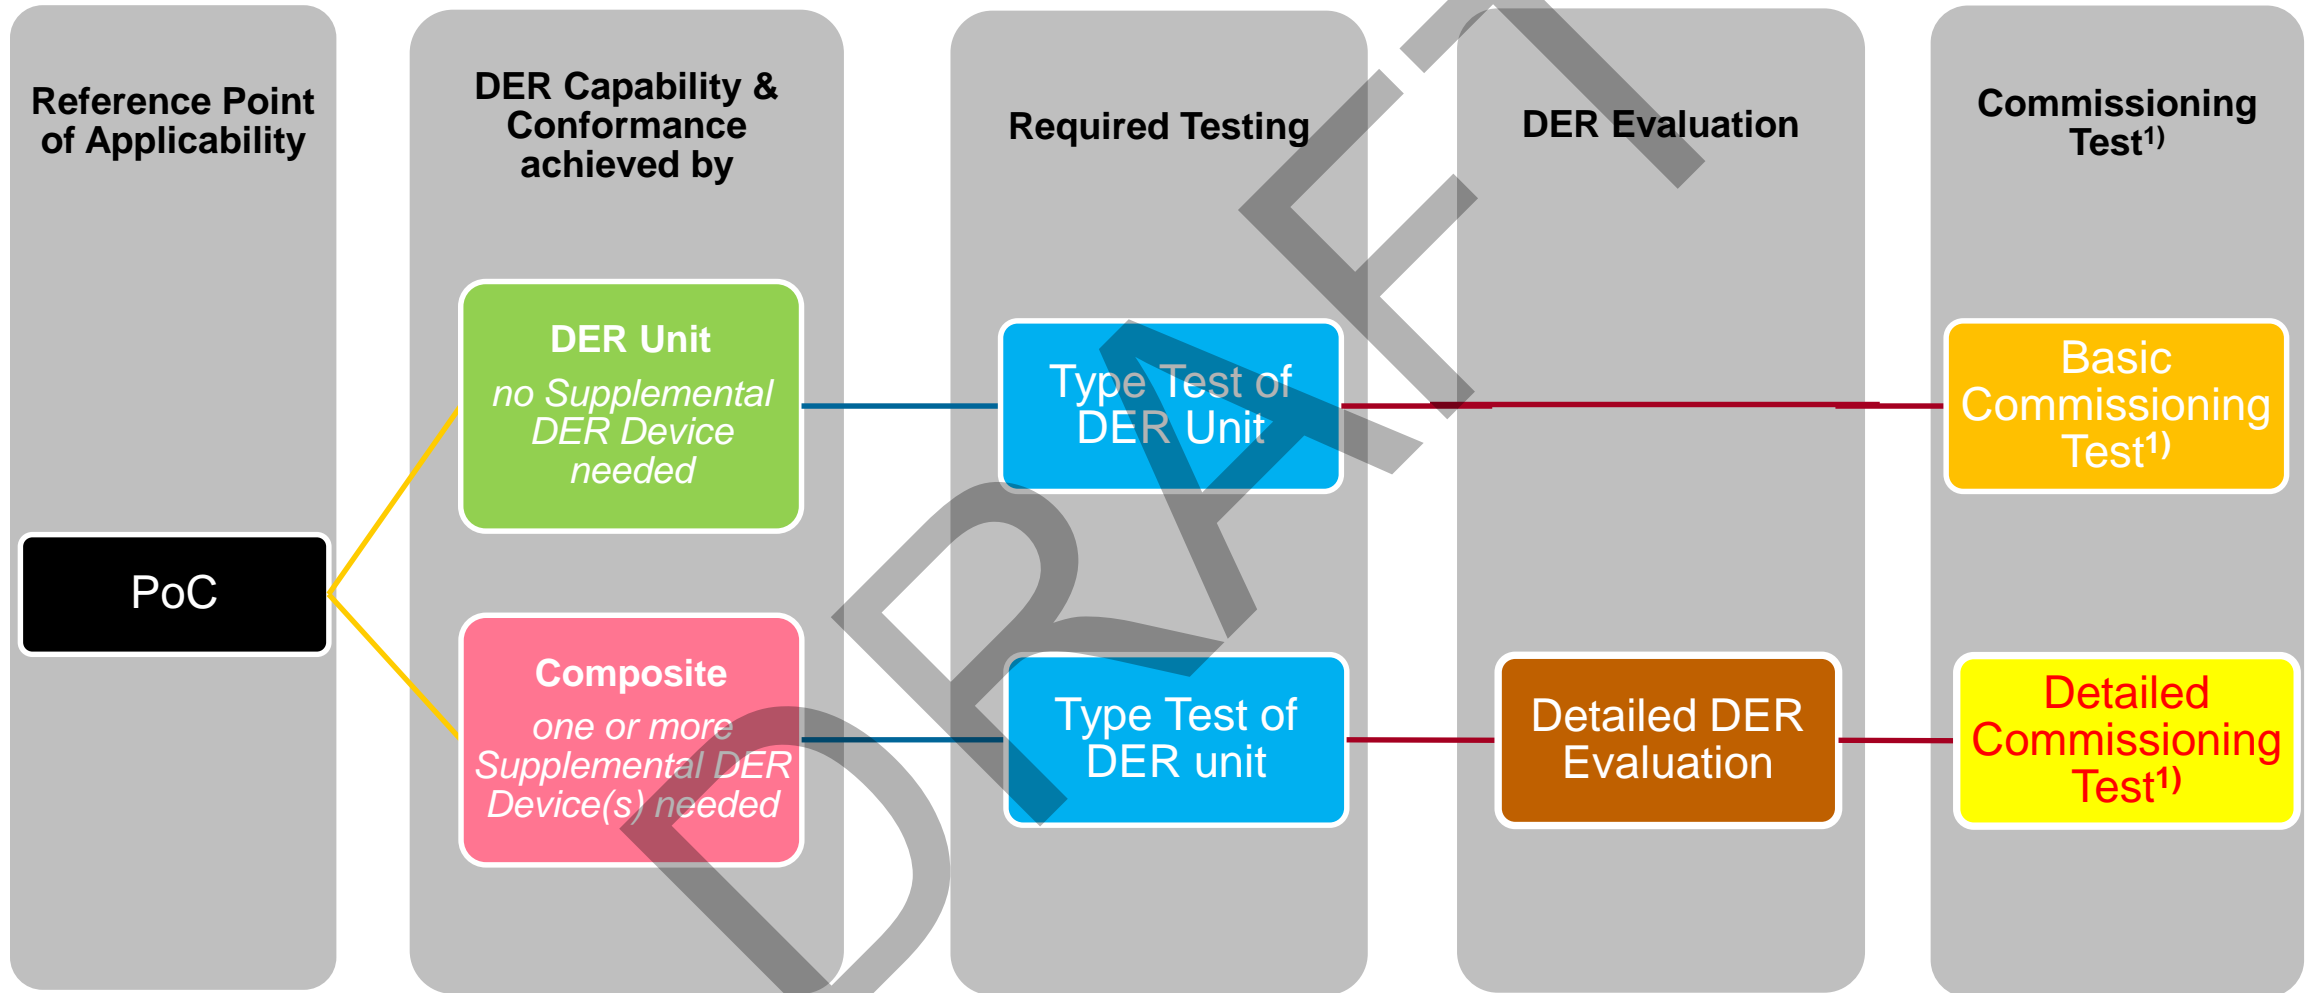 Reference Point
of Applicability
DER Capability &
Conformance
achieved by
Required Testing
DER Evaluation
Commissioning
Test1)
DER Unit
no Supplemental
DER Device
needed
Type Test of
DER Unit
Basic
Commissioning
Test1)
PoC
Composite
one or more
Supplemental DER
Device(s) needed
Type Test of
DER unit
Detailed DER
Evaluation
Detailed
Commissioning
Test1)
DRAFT